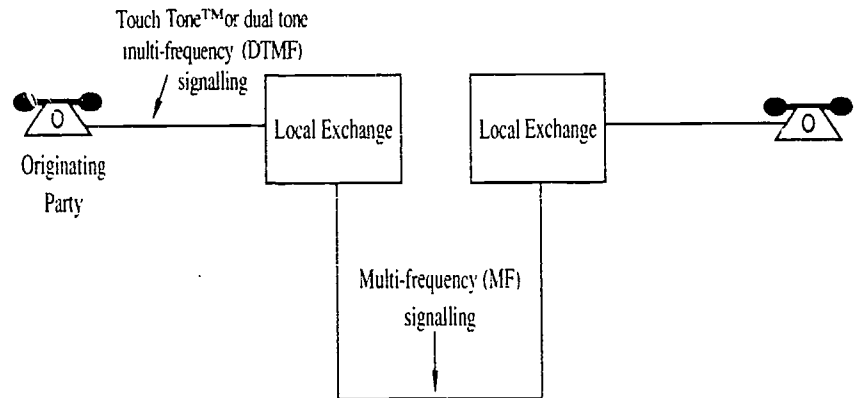 Touch Tone™ or dual tone
multi-frequency (DTMF)
signalling
Local Exchange
Local Exchange
Originating
Party
Multi-frequency (MF)
signalling